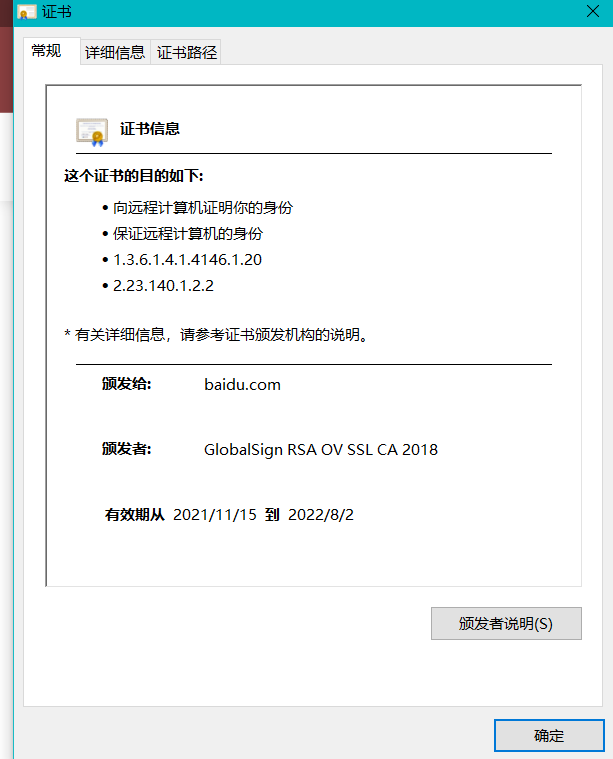 证书
常规 详细信息 证书路径
证书信息
这个证书的目的如下:
• 向远程计算机证明你的身份
• 保证远程计算机的身份
• 1.3.6.1.4.1.4146.1.20
• 2.23.140.1.2.2
* 有关详细信息，请参考证书颁发机构的说明。
颁发给: baidu.com
颁发者: GlobalSign RSA OV SSL CA 2018
有效期从 2021/11/15 到 2022/8/2
颁发者说明(S)
确定